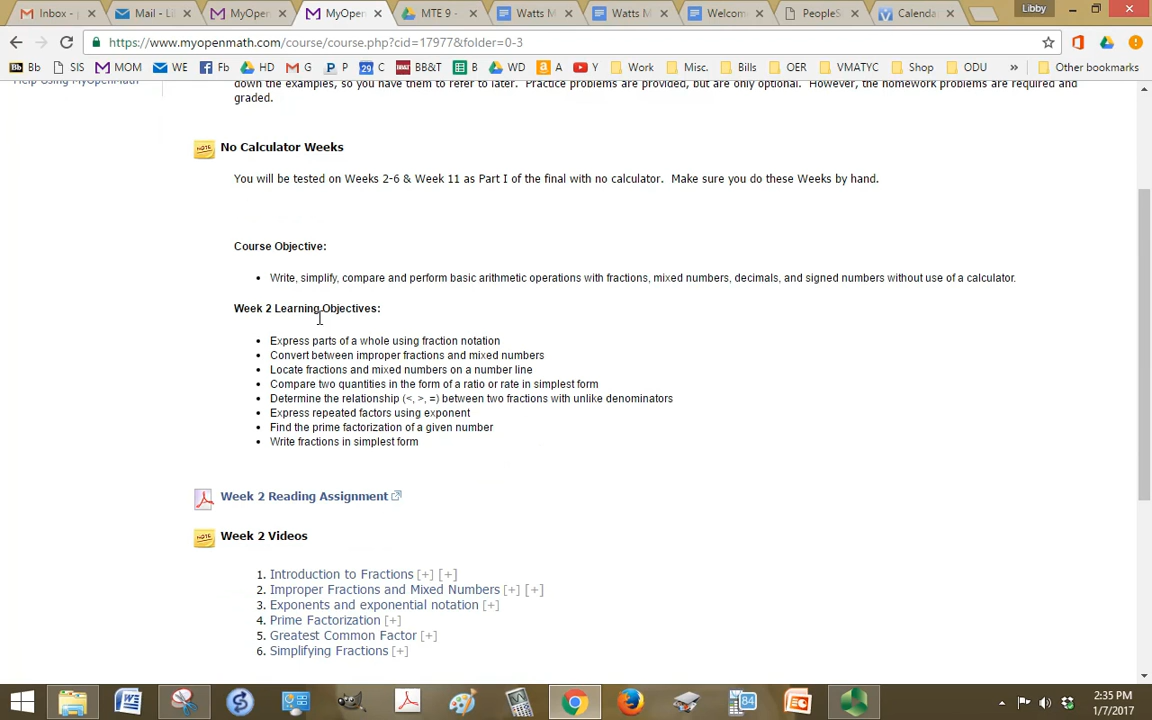 Inbox - p
Mail - Li
MyOpen
MyOpen
MTE 9 -
Watts M
Watts M
Welcom
PeopleS
Calenda
Libby
https://www.myopenmath.com/course/course.php?cid=17977&folder=0-3
Bb SIS MOM WE Fb HD G P CC BB&T B WD A Y Work Misc. Bills OER VMATYC Shop ODU » Other bookmarks
Help Using MyOpenMath
down the examples, so you have them to refer to later. Practice problems are provided, but are only optional. However, the homework problems are required and
graded.
No Calculator Weeks
You will be tested on Weeks 2-6 & Week 11 as Part I of the final with no calculator. Make sure you do these Weeks by hand.
Course Objective:
• Write, simplify, compare and perform basic arithmetic operations with fractions, mixed numbers, decimals, and signed numbers without use of a calculator.
Week 2 Learning Objectives:
• Express parts of a whole using fraction notation
• Convert between improper fractions and mixed numbers
• Locate fractions and mixed numbers on a number line
• Compare two quantities in the form of a ratio or rate in simplest form
• Determine the relationship (<, >, =) between two fractions with unlike denominators
• Express repeated factors using exponent
• Find the prime factorization of a given number
• Write fractions in simplest form
Week 2 Reading Assignment
Week 2 Videos
1. Introduction to Fractions [+] [+]
2. Improper Fractions and Mixed Numbers [+] [+]
3. Exponents and exponential notation [+]
4. Prime Factorization [+]
5. Greatest Common Factor [+]
6. Simplifying Fractions [+]
2:35 PM
1/7/2017